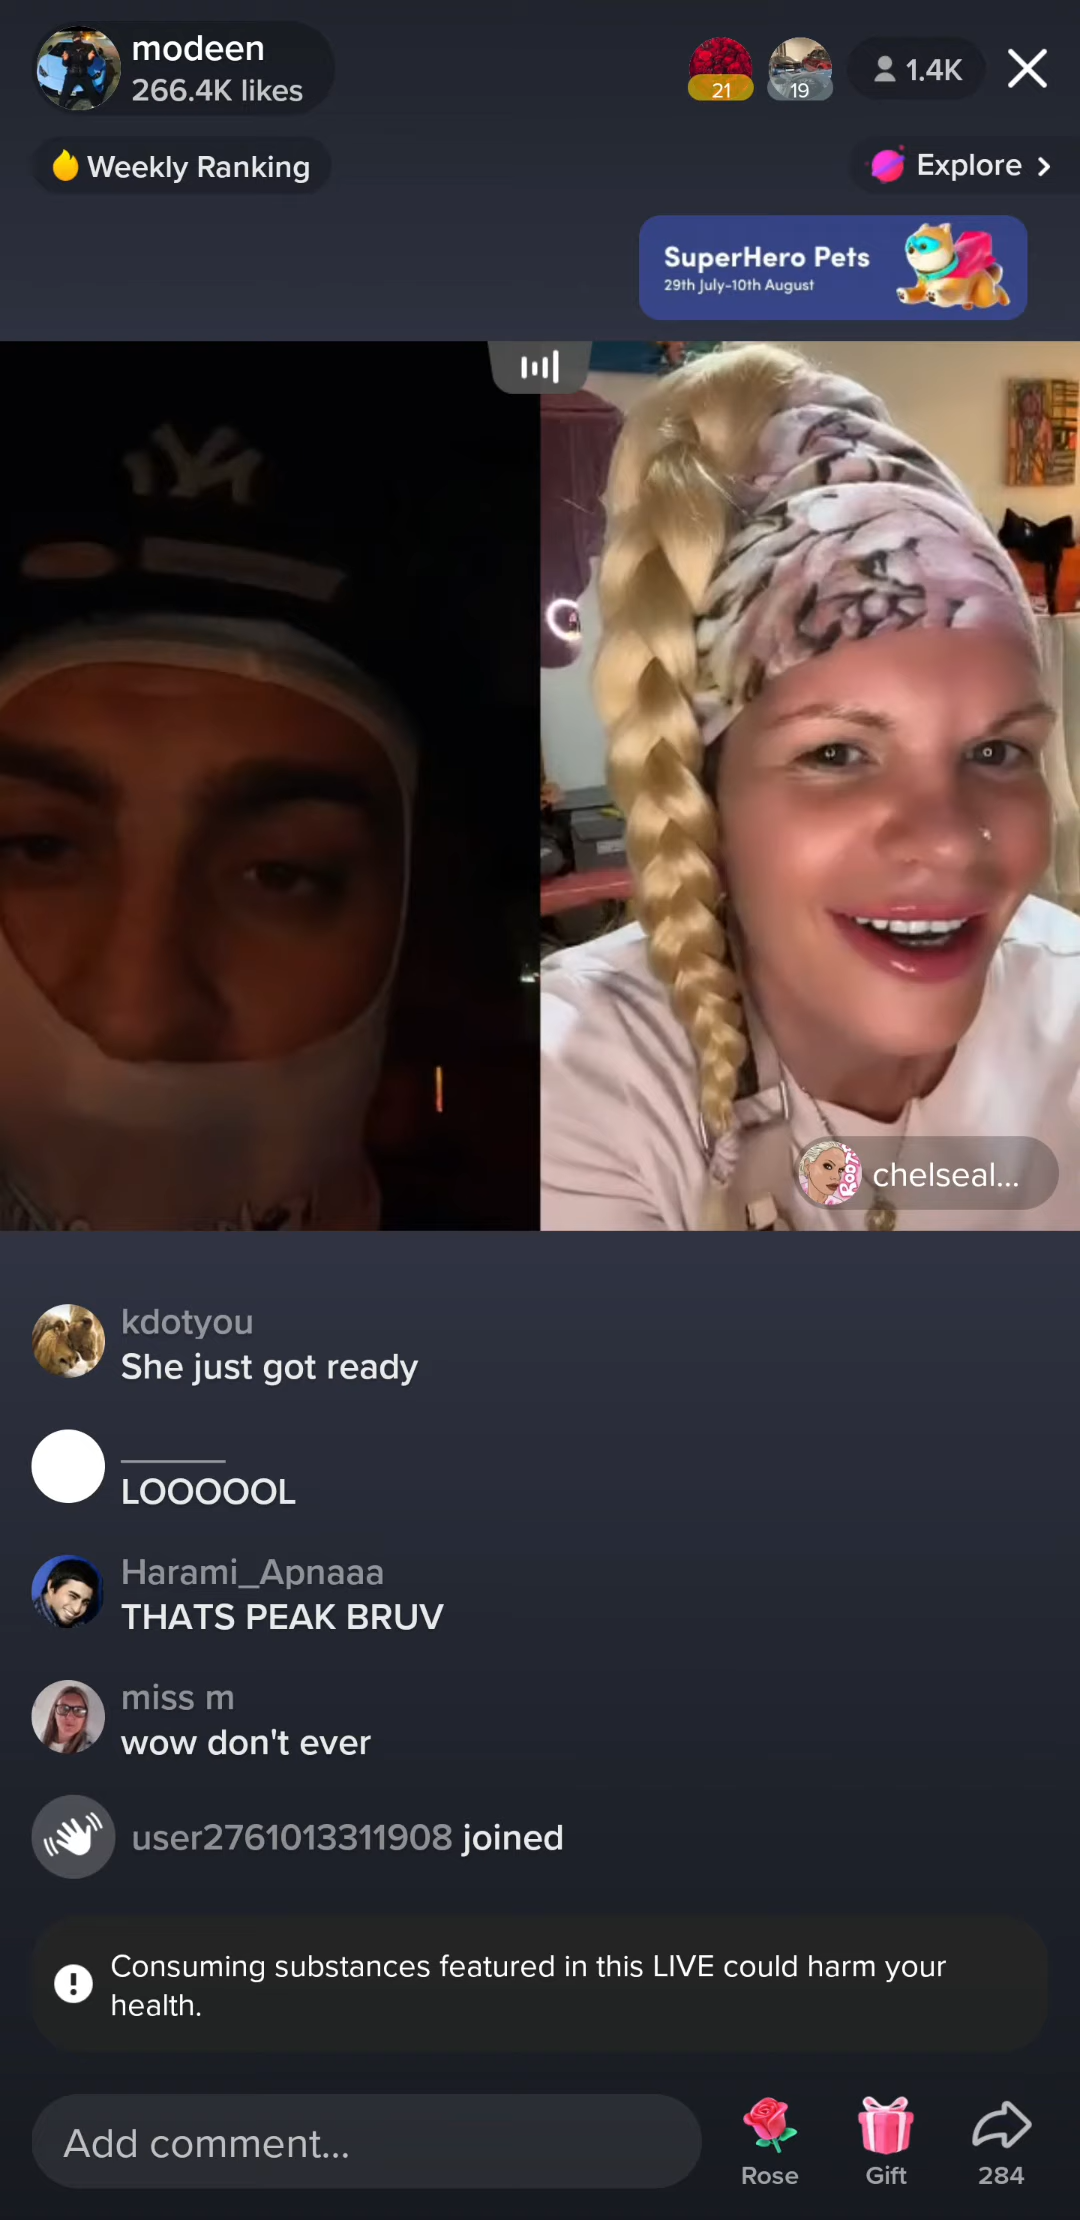 modeen
266.4K likes
21
19
1.4K
Weekly Ranking
Explore
SuperHero Pets
29th July-10th August
NY
chelseal...
kdotyou
She just got ready
______
LOOOOOL
Harami_Apnaaa
THATS PEAK BRUV
miss m
wow don't ever
user2761013311908 joined
Consuming substances featured in this LIVE could harm your
health.
Add comment...
Rose
Gift
284